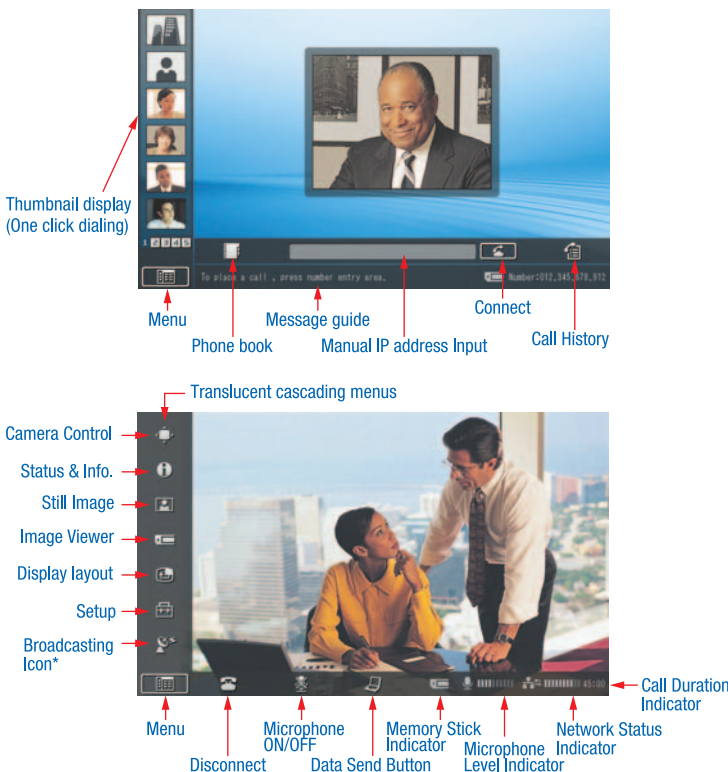 Thumbnail display
(One click dialing)
1 2 3 4 5
To place a call , press number entry area.
Number:012,345,678,912
Menu
Message guide
Connect
Phone book
Manual IP address Input
Call History
Translucent cascading menus
Camera Control
Status & Info.
Still Image
Image Viewer
Display layout
Setup
Broadcasting
Icon*
45:00
Call Duration
Indicator
Menu
Microphone
ON/OFF
Memory Stick
Indicator
Network Status
Indicator
Disconnect
Data Send Button
Microphone
Level Indicator